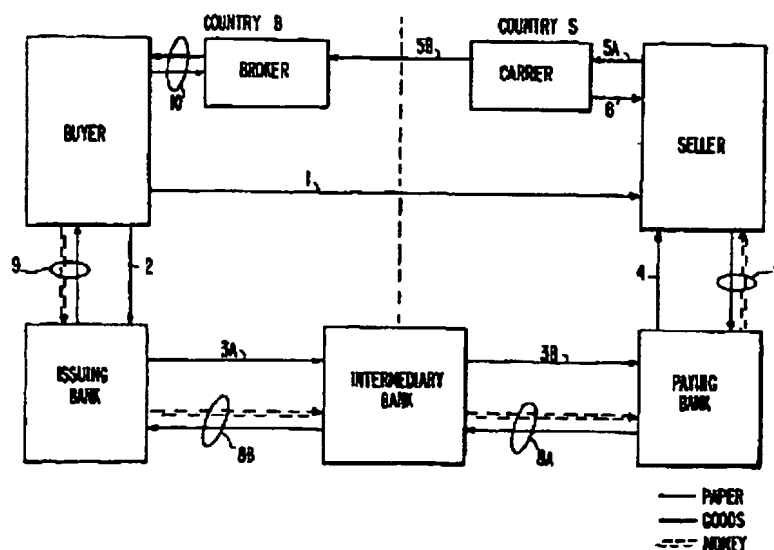 COUNTRY B
COUNTRY S
BUYER
10
BROKER
5B
CARRIER
5A
6
SELLER
1
9
2
4
ISSUING BANK
3A
INTERMEDIARY BANK
3B
PAYING BANK
8B
8A
PAPER
GOODS
MONEY